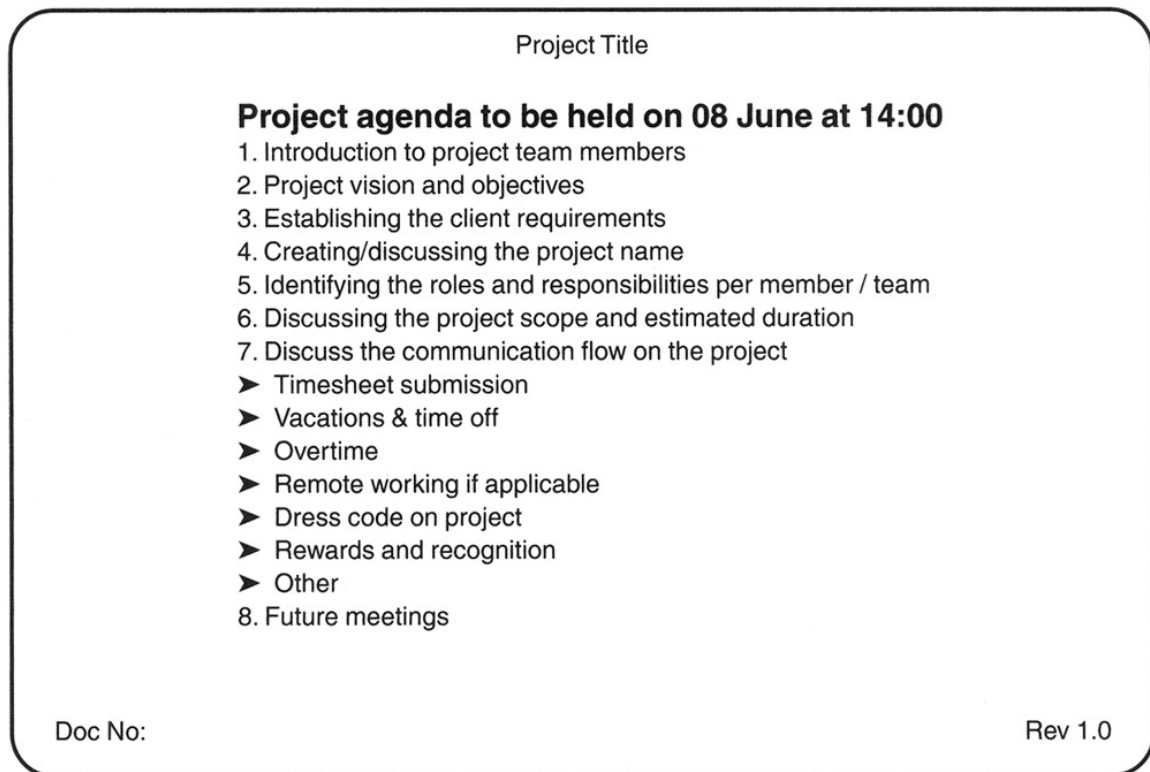 Project Title
Project agenda to be held on 08 June at 14:00
1. Introduction to project team members
2. Project vision and objectives
3. Establishing the client requirements
4. Creating/discussing the project name
5. Identifying the roles and responsibilities per member / team
6. Discussing the project scope and estimated duration
7. Discuss the communication flow on the project
➤ Timesheet submission
➤ Vacations & time off
➤ Overtime
➤ Remote working if applicable
➤ Dress code on project
➤ Rewards and recognition
➤ Other
8. Future meetings
Doc No:
Rev 1.0